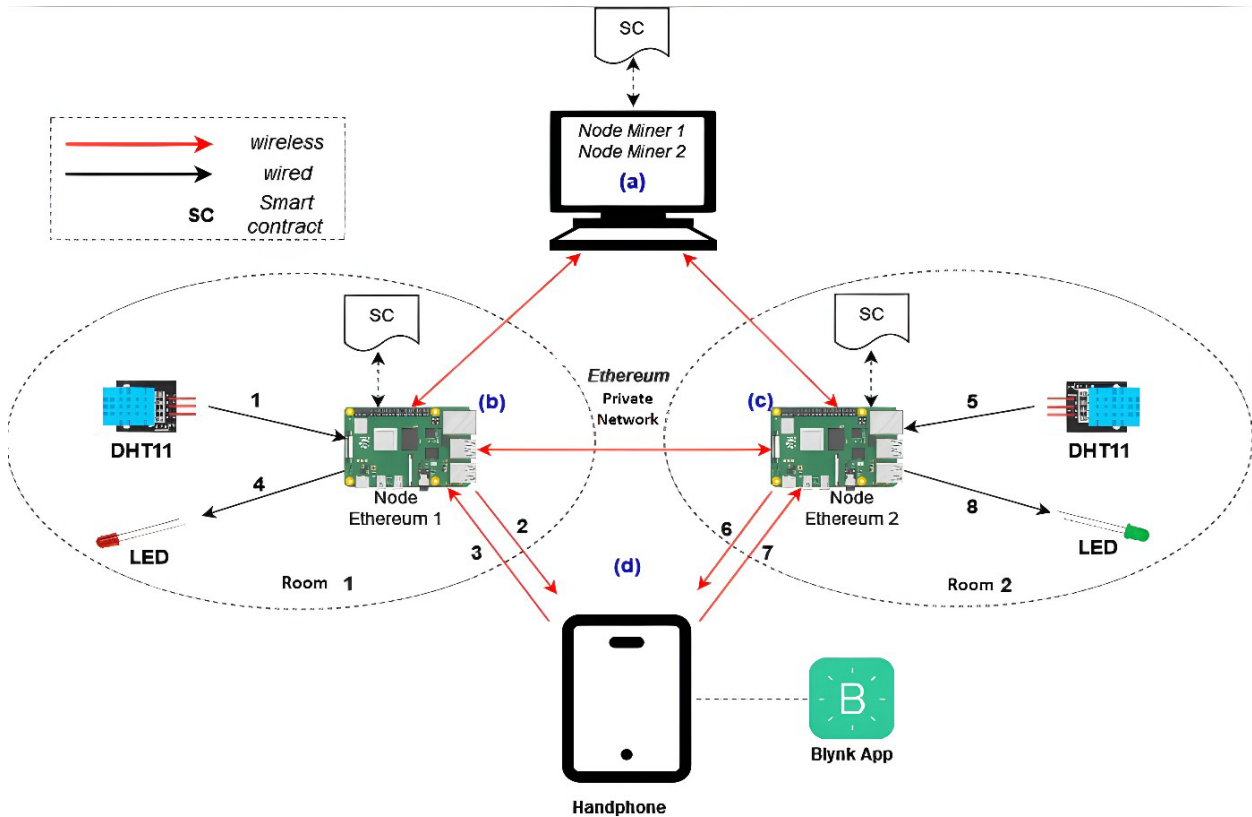 SC
Node Miner 1
Node Miner 2
(a)
wireless
wired
SC
Smart
contract
SC
SC
Ethereum
Private
Network
(b)
(c)
1
5
DHT11
DHT11
4
8
Node
Ethereum 1
Node
Ethereum 2
2
3
6
7
LED
LED
(d)
Room 1
Room 2
B
Blynk App
Handphone